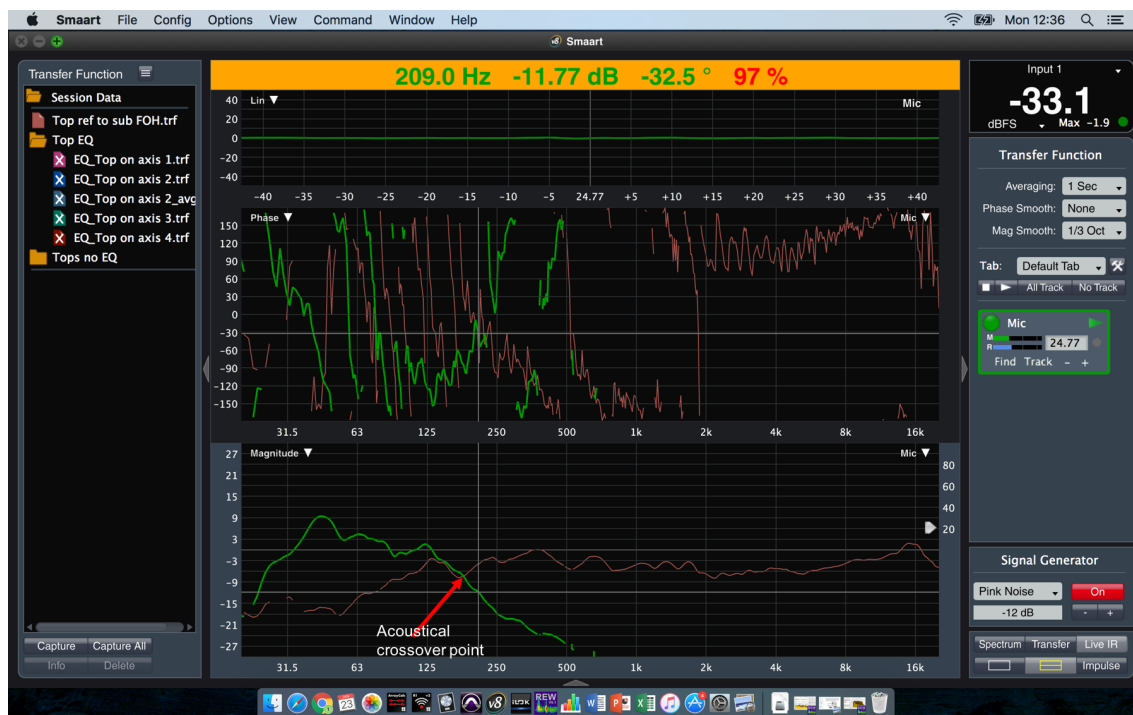 Smaart File Config Options View Command Window Help Mon 12:36
v8 Smaart
Transfer Function
Session Data
Top ref to sub FOH.trf
Top EQ
EQ_Top on axis 1.trf
EQ_Top on axis 2.trf
EQ_Top on axis 2_avg
EQ_Top on axis 3.trf
EQ_Top on axis 4.trf
Tops no EQ
Capture Capture All
Info Delete
209.0 Hz -11.77 dB -32.5 ° 97 %
Lin Mic
40
20
0
-20
-40
-40 -35 -30 -25 -20 -15 -10 -5 24.77 +5 +10 +15 +20 +25 +30 +35 +40
Phase Mic
150
120
90
60
30
0
-30
-60
-90
-120
-150
31.5 63 125 250 500 1k 2k 4k 8k 16k
Magnitude Mic
27
21
15
9
3
-3
-9
-15
-21
-27
80
60
40
20
Acoustical
crossover point
31.5 63 125 250 500 1k 2k 4k 8k 16k
Input 1
-33.1
dBFS Max -1.9
Transfer Function
Averaging: 1 Sec
Phase Smooth: None
Mag Smooth: 1/3 Oct
Tab: Default Tab
All Track No Track
Mic
M
R
24.77
Find Track - +
Signal Generator
Pink Noise On
-12 dB - +
Spectrum Transfer Live IR
Impulse
23
v8
iLOK
REW